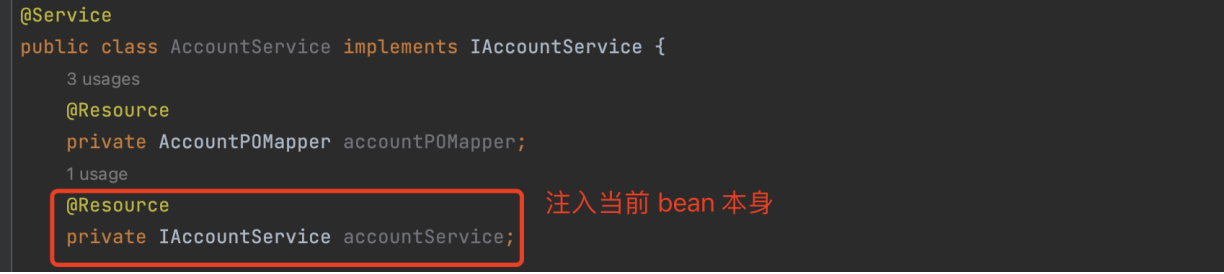 @Service
public class AccountService implements IAccountService {
3 usages
@Resource
private AccountPOMapper accountPOMapper;
1 usage
@Resource
private IAccountService accountService;
注入当前 bean 本身